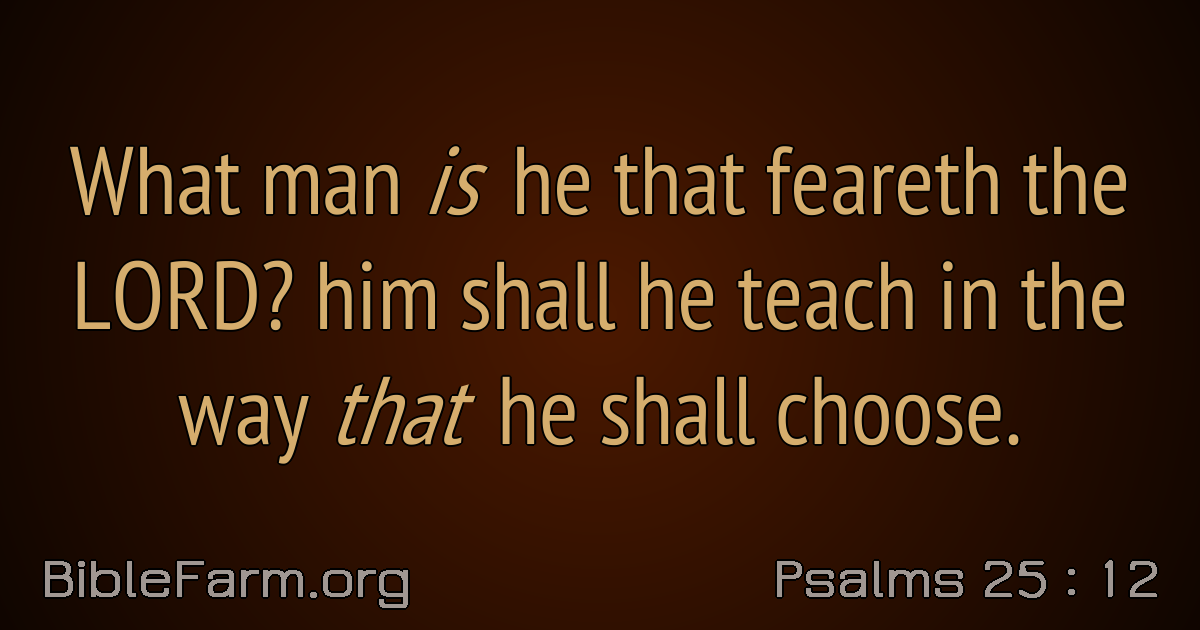 What man is he that feareth the
LORD? him shall he teach in the
way that he shall choose.
BibleFarm.org
Psalms 25 : 12